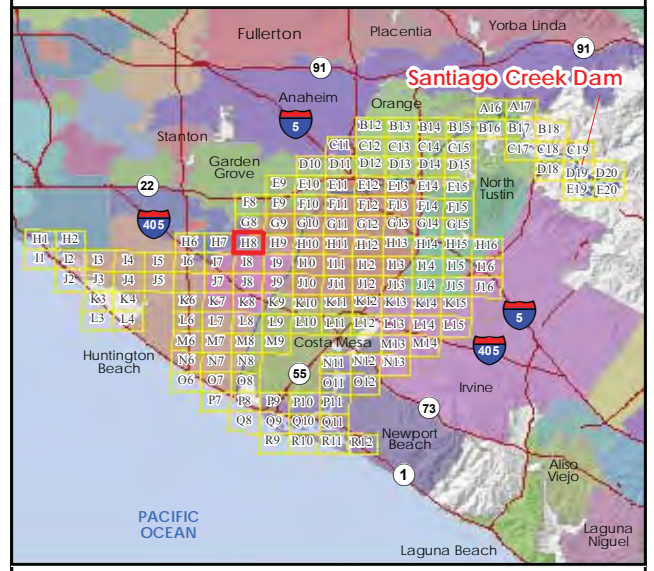 Fullerton
Placentia
Yorba Linda
91
91
Santiago Creek Dam
Anaheim
Orange
A16 A17
5
B12 B13 B14 B15 B16 B17 B18
Stanton
C11 C12 C13 C14 C15 C17 C18 C19
Garden
Grove
D10 D11 D12 D13 D14 D15 D18 D19 D20
E9 E10 E11 E12 E13 E14 E15 E19 E20
North
Tustin
22
F8 F9 F10 F11 F12 F13 F14 F15
405
G8 G9 G10 G11 G12 G13 G14 G15
H1 H2 H6 H7 H8 H9 H10 H11 H12 H13 H14 H15 H16
I1 I2 I3 I4 I5 I6 I7 I8 I9 I10 I11 I12 I13 I14 I15 I16
J2 J3 J4 J5 J7 J8 J9 J10 J11 J12 J13 J14 J15 J16
K3 K4 K6 K7 K8 K9 K10 K11 K12 K13 K14 K15
5
L3 L4 L6 L7 L8 L9 L10 L11 L12 L13 L14 L15
M6 M7 M8 M9 Costa Mesa M13 M14
405
Huntington
Beach
N6 N7 N8 N11 N12 N13
55
O6 O7 O8 O11 O12
Irvine
P7 P8 P9 P10 P11
73
Q8 Q9 Q10 Q11
Newport
Beach
R9 R10 R11 R12
1
Aliso
Viejo
PACIFIC
OCEAN
Laguna
Niguel
Laguna Beach